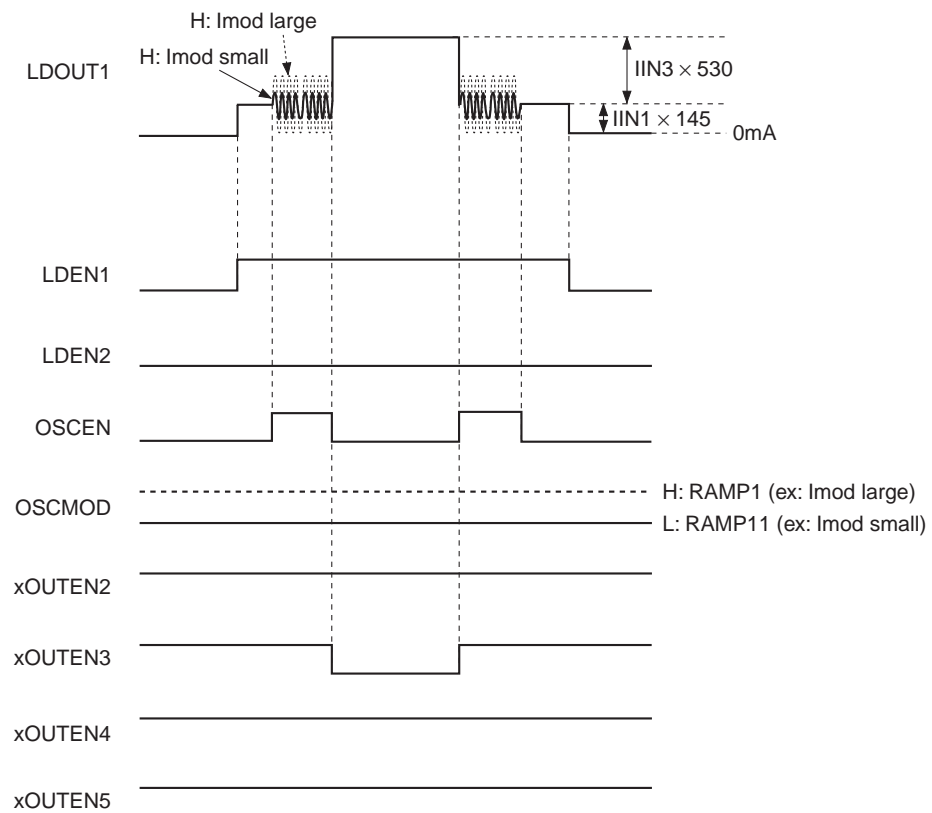 H: Imod large
H: Imod small
LDOUT1
IIN3 × 530
IIN1 × 145
0mA
LDEN1
LDEN2
OSCEN
OSCMOD
H: RAMP1 (ex: Imod large)
L: RAMP11 (ex: Imod small)
xOUTEN2
xOUTEN3
xOUTEN4
xOUTEN5